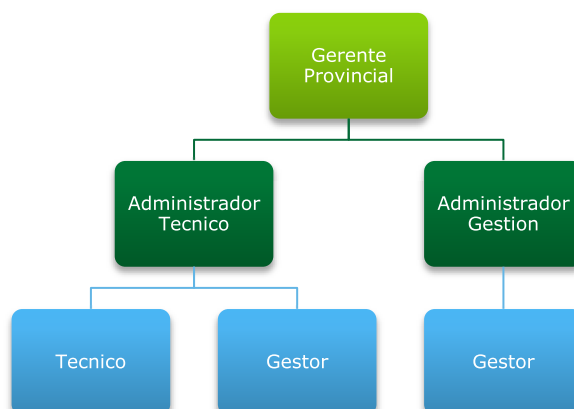 Gerente
Provincial
Administrador
Tecnico
Administrador
Gestion
Tecnico
Gestor
Gestor